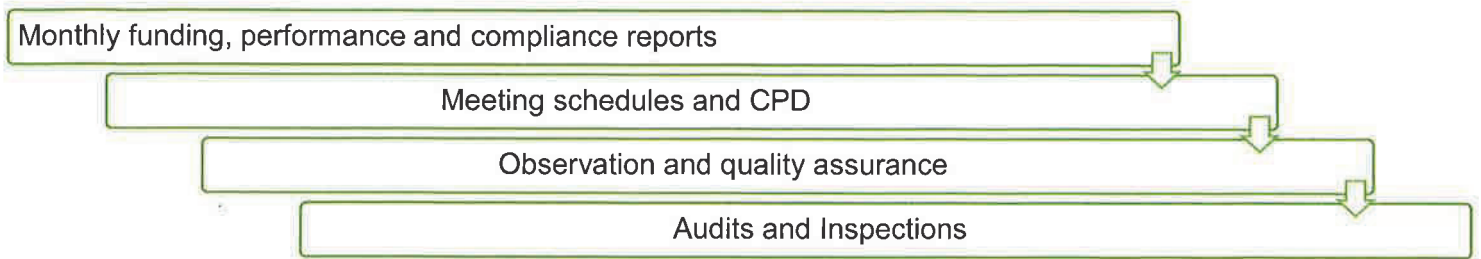 Monthly funding, performance and compliance reports
Meeting schedules and CPD
Observation and quality assurance
Audits and Inspections